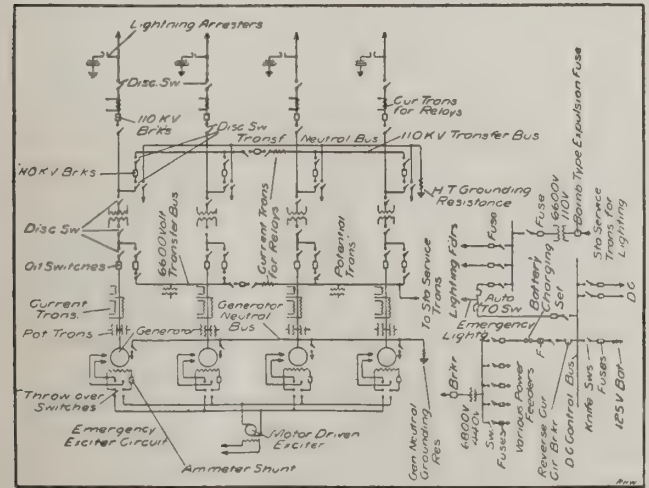 Lightning Arresters
Disc. Sw
110 KV
Brks
Disc Sw
Transf
Neutral Bus
Cur Trans
for Relays
110 KV Transfer Bus
110KV Brks
H T Grounding
Resistance
Disc Sw
Oil Switches
6600 Volt
Transfer Bus
Current Trans
for Relays
Potential
Trans
To Sta Service
Trans
Current
Trans.
Pot Trans
Generator
Generator
Neutral
Bus
Throw over
Switches
Emergency
Exciter Circuit
Motor Driven
Exciter
Ammeter Shunt
Gen Neutral
Grounding
Res
Fuse
Fuse
6600V
110V
Bomb Type Expulsion Fuse
Sta Service
Trans for
Lighting
Lighting Fdrs
Auto
T O Sw
Emergency
Lights
Battery
Charging
Set
DC
F
Brkr
6800V
440V
Sw.
Fuses
Various Power
Feeders
Reverse Cur
Cir Brkr
DC Control Bus
Knife Sws
Fuses
125V Bat.